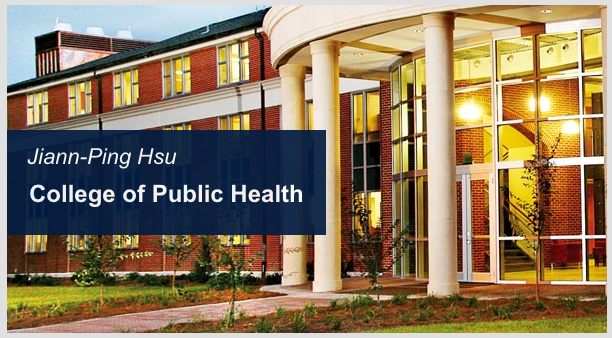 Jiann-Ping Hsu
College of Public Health